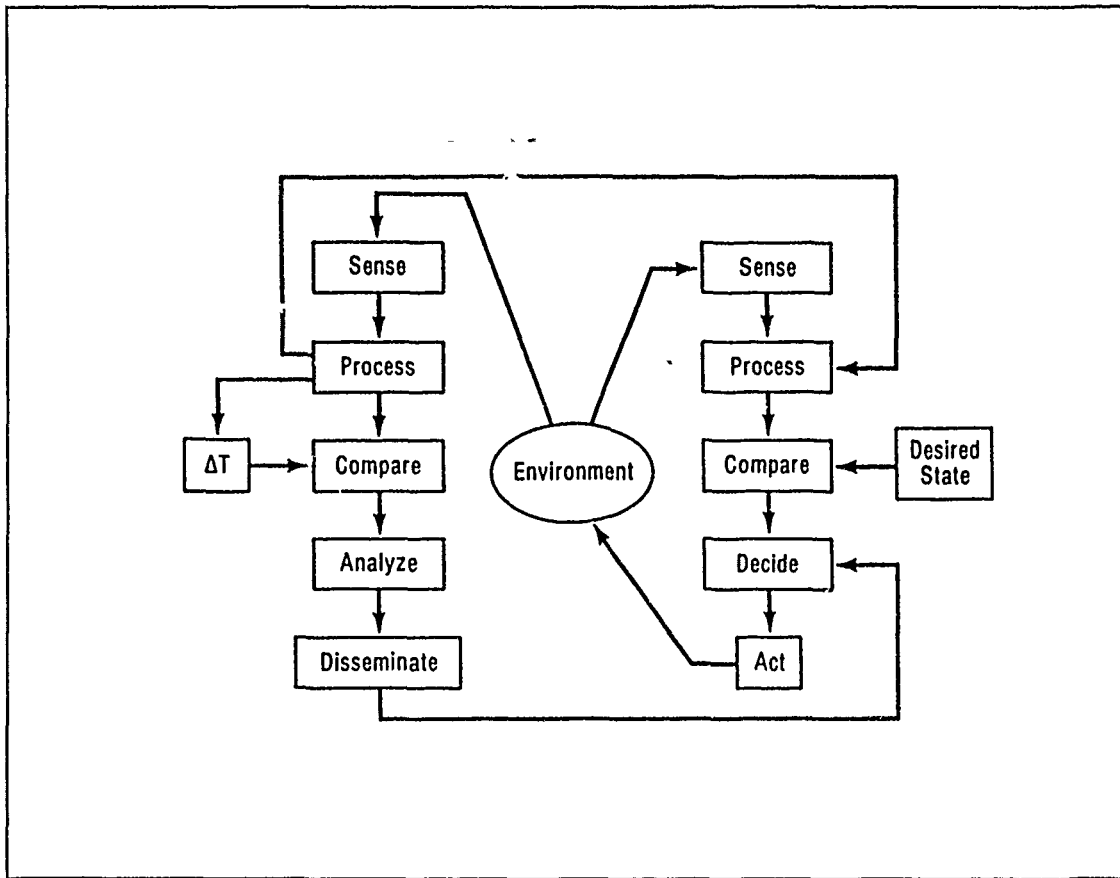 Sense
Process
ΔT
Compare
Analyze
Disseminate
Environment
Sense
Process
Compare
Desired
State
Decide
Act